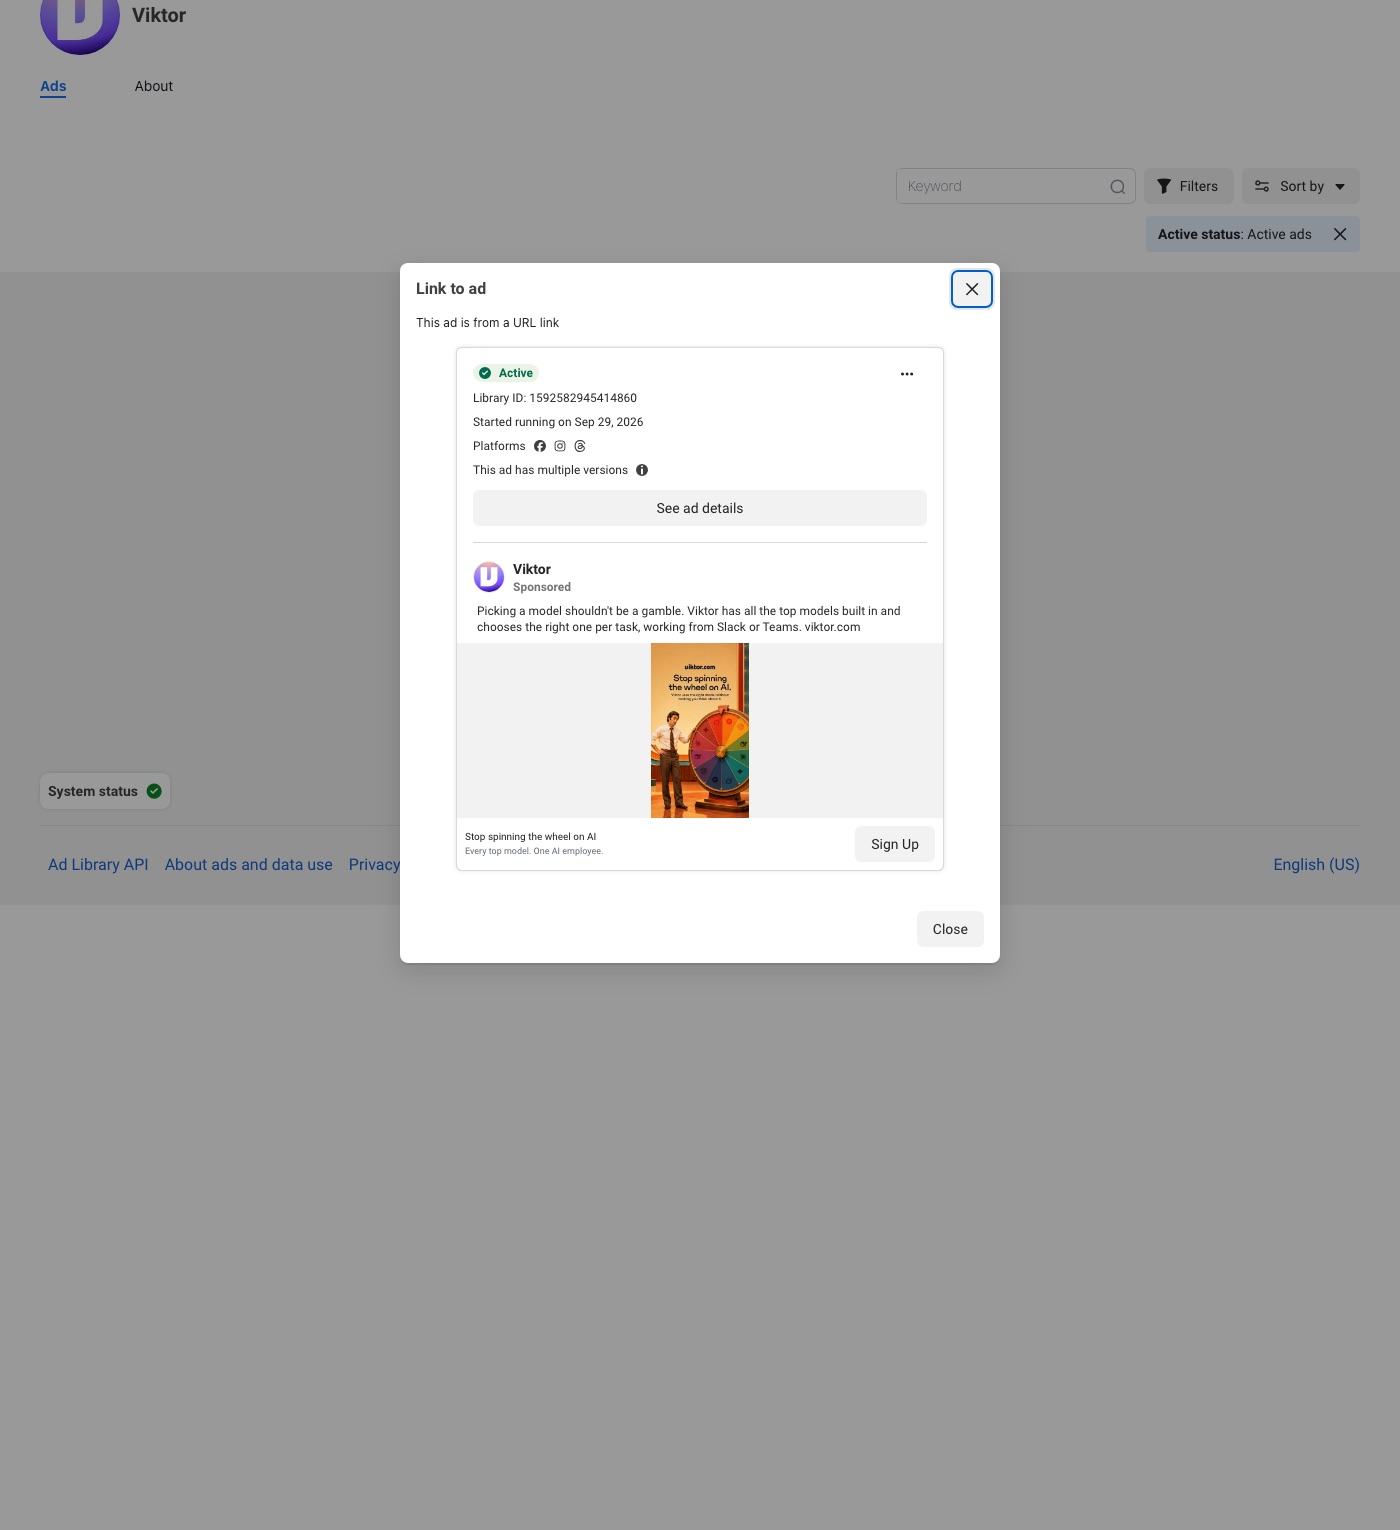 Viktor
Ads
About
Keyword
Filters
Sort by
Active status: Active ads
Link to ad
This ad is from a URL link
Active
Library ID: 1592582945414860
Started running on Sep 29, 2026
Platforms
This ad has multiple versions
See ad details
Viktor
Sponsored
Picking a model shouldn't be a gamble. Viktor has all the top models built in and
chooses the right one per task, working from Slack or Teams. viktor.com
viktor.com
Stop spinning
the wheel on AI.
Stop spinning the wheel on AI
Every top model. One AI employee.
Sign Up
System status
Ad Library API
About ads and data use
Privacy
English (US)
Close